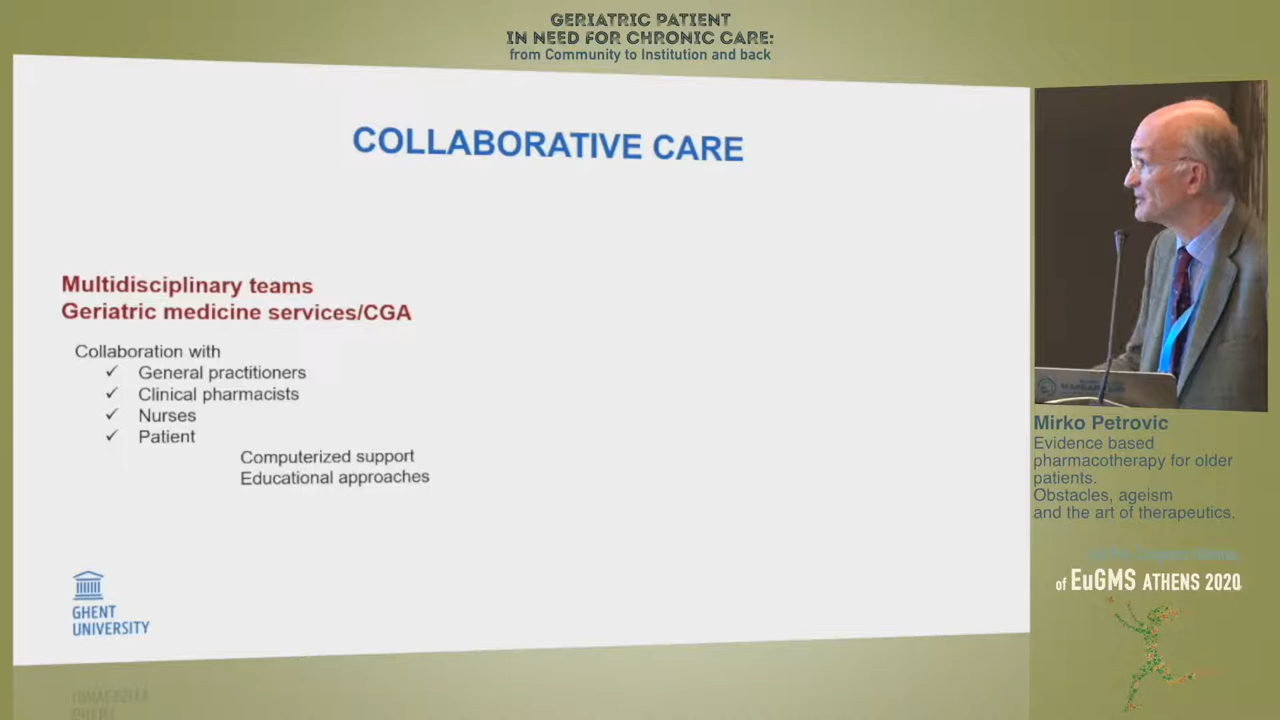 GERIATRIC PATIENT
IN NEED FOR CHRONIC CARE:
from Community to Institution and back
COLLABORATIVE CARE
Multidisciplinary teams
Geriatric medicine services/CGA
Collaboration with
✓ General practitioners
✓ Clinical pharmacists
✓ Nurses
✓ Patient
Computerized support
Educational approaches
GHENT
UNIVERSITY
Mirko Petrovic
Evidence based
pharmacotherapy for older
patients.
Obstacles, ageism
and the art of therapeutics.
of EuGMS ATHENS 2020